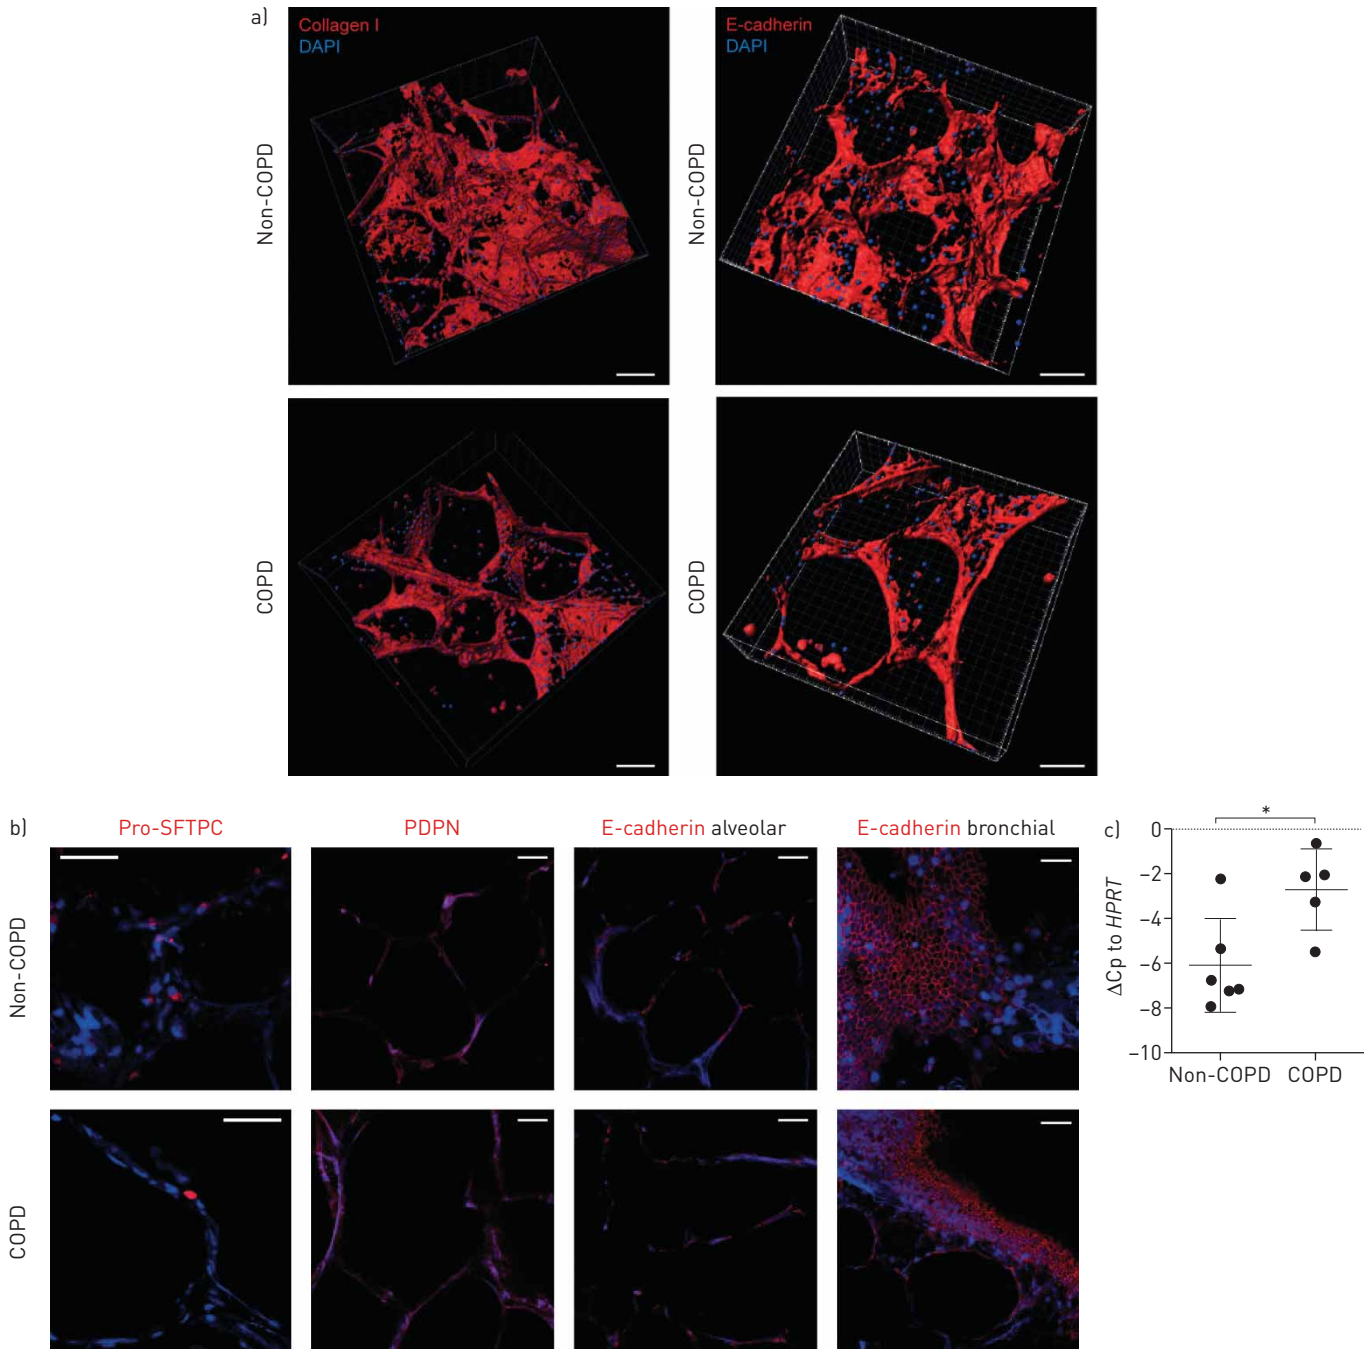 a)
Collagen I
DAPI
E-cadherin
DAPI
Non-COPD
Non-COPD
COPD
COPD
b)
Pro-SFTPC
PDPN
E-cadherin alveolar
E-cadherin bronchial
Non-COPD
COPD
c)
*
0
−2
−4
−6
−8
−10
ΔCp to HPRT
Non-COPD
COPD